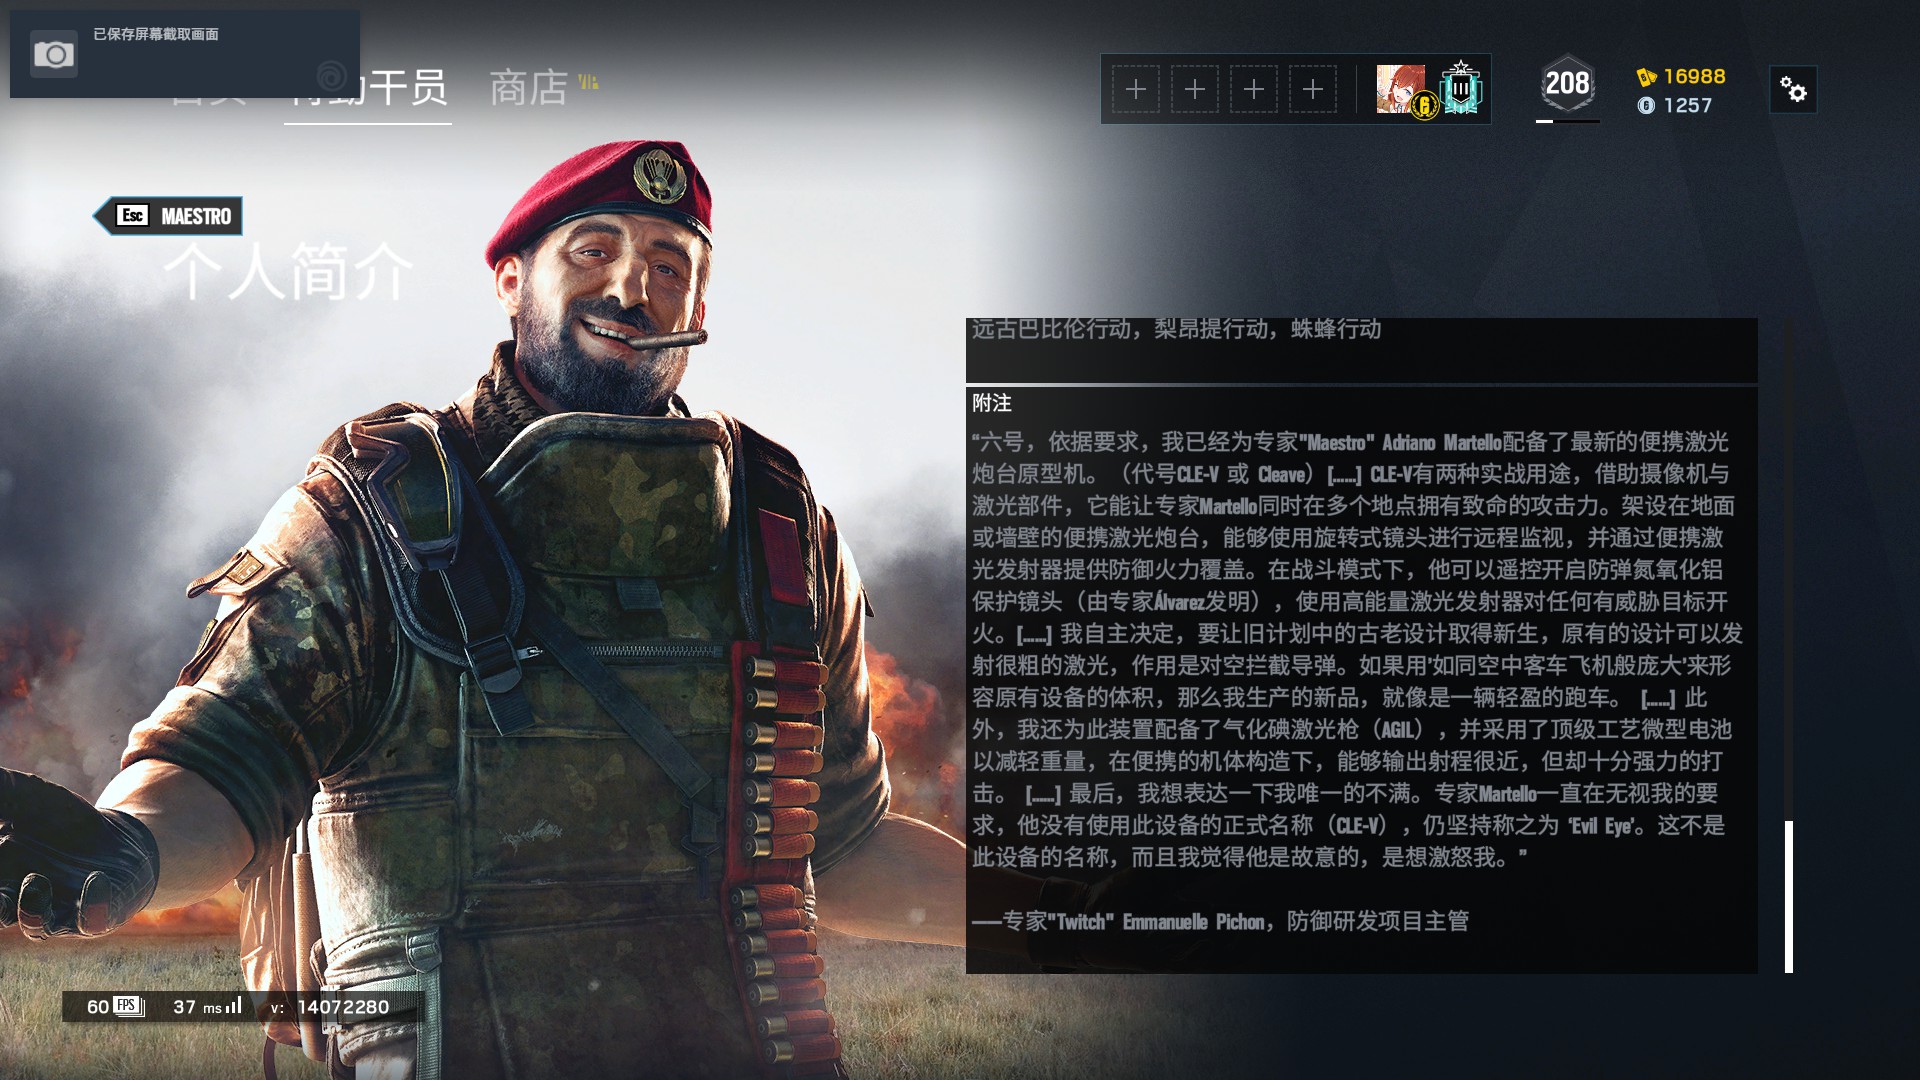 已保存屏幕截取画面
特勤干员
商店
208
16988
1257
Esc MAESTRO
个人简介
远古巴比伦行动，梨昂提行动，蛛蜂行动
附注
“六号，依据要求，我已经为专家"Maestro" Adriano Martello配备了最新的便携激光
炮台原型机。（代号CLE-V 或 Cleave）[......] CLE-V有两种实战用途，借助摄像机与
激光部件，它能让专家Martello同时在多个地点拥有致命的攻击力。架设在地面
或墙壁的便携激光炮台，能够使用旋转式镜头进行远程监视，并通过便携激
光发射器提供防御火力覆盖。在战斗模式下，他可以遥控开启防弹氮氧化铝
保护镜头（由专家Álvarez发明），使用高能量激光发射器对任何有威胁目标开
火。[......] 我自主决定，要让旧计划中的古老设计取得新生，原有的设计可以发
射很粗的激光，作用是对空拦截导弹。如果用'如同空中客车飞机般庞大'来形
容原有设备的体积，那么我生产的新品，就像是一辆轻盈的跑车。 [......] 此
外，我还为此装置配备了气化碘激光枪（AGIL），并采用了顶级工艺微型电池
以减轻重量，在便携的机体构造下，能够输出射程很近，但却十分强力的打
击。 [......] 最后，我想表达一下我唯一的不满。专家Martello一直在无视我的要
求，他没有使用此设备的正式名称（CLE-V），仍坚持称之为 ‘Evil Eye’。这不是
此设备的名称，而且我觉得他是故意的，是想激怒我。”
——专家"Twitch" Emmanuelle Pichon，防御研发项目主管
60 FPS 37 ms v: 14072280